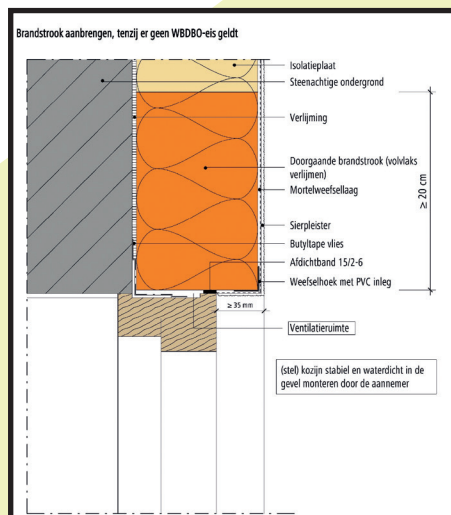 Brandstrook aanbrengen, tenzij er geen WBDBO-eis geldt
Isolatieplaat
Steenachtige ondergrond
Verlijming
Doorgaande brandstrook (volvlaks
verlijmen)
Mortelweefsellaag
≥ 20 cm
Sierpleister
Butyltape vlies
Afdichtband 15/2-6
Weefselhoek met PVC inleg
≥ 35 mm
Ventilatieruimte
(stel) kozijn stabiel en waterdicht in de
gevel monteren door de aannemer